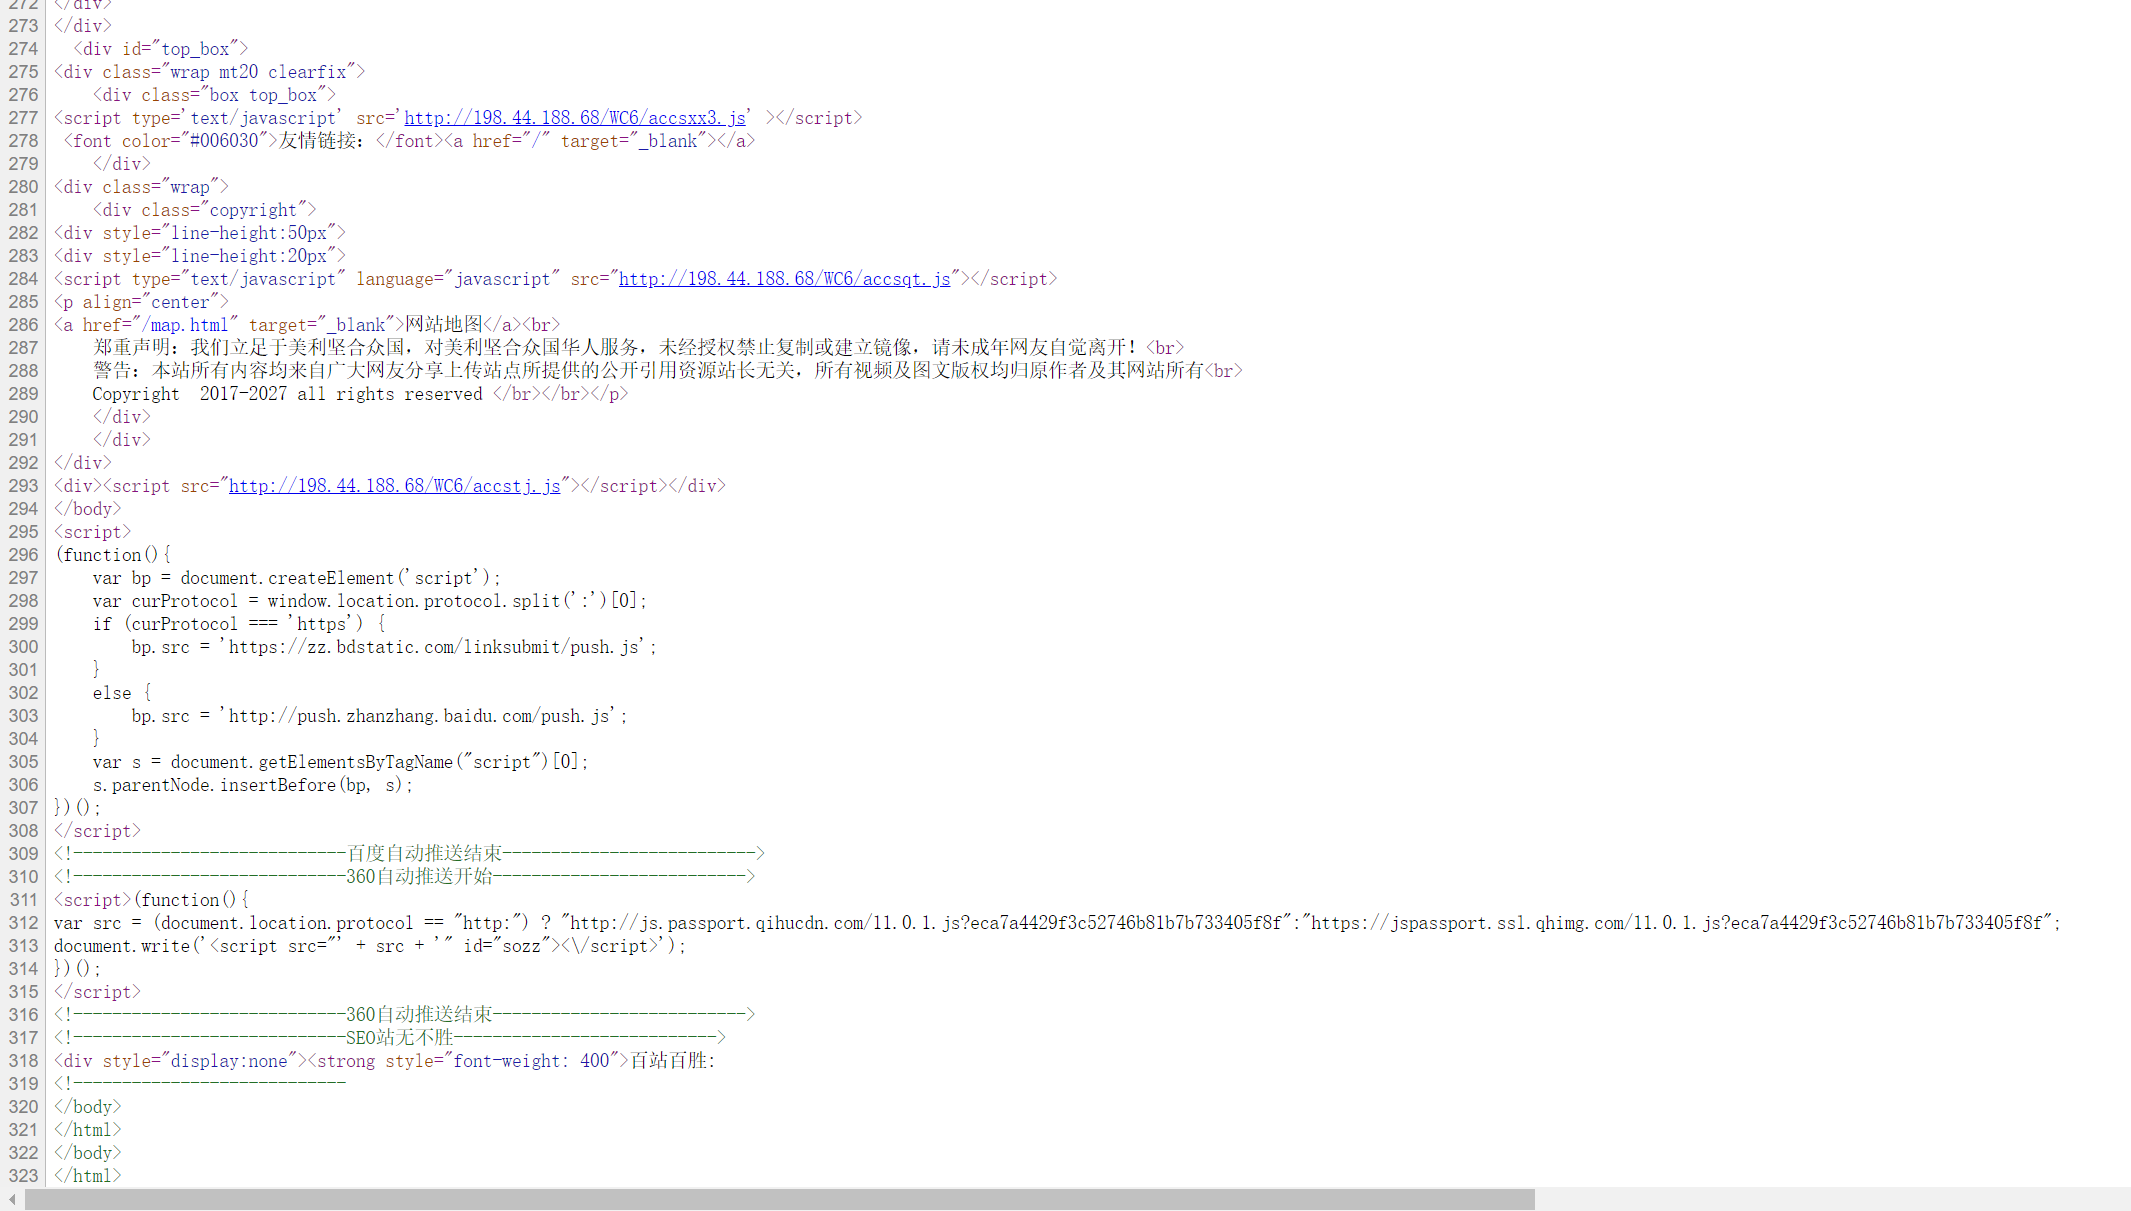 272 </div>
273 </div>
274   <div id="top_box">
275 <div class="wrap mt20 clearfix">
276     <div class="box top_box">
277 <script type='text/javascript' src='http://198.44.188.68/WC6/accsxx3.js' ></script>
278  <font color="#006030">友情链接：</font><a href="/" target="_blank"></a>
279     </div>
280 <div class="wrap">
281     <div class="copyright">
282 <div style="line-height:50px">
283 <div style="line-height:20px">
284 <script type="text/javascript" language="javascript" src="http://198.44.188.68/WC6/accsqt.js"></script>
285 <p align="center">
286 <a href="/map.html" target="_blank">网站地图</a><br>
287     郑重声明：我们立足于美利坚合众国，对美利坚合众国华人服务，未经授权禁止复制或建立镜像，请未成年网友自觉离开！<br>
288     警告：本站所有内容均来自广大网友分享上传站点所提供的公开引用资源站长无关，所有视频及图文版权均归原作者及其网站所有<br>
289     Copyright  2017-2027 all rights reserved </br></br></p>
290     </div>
291     </div>
292 </div>
293 <div><script src="http://198.44.188.68/WC6/accstj.js"></script></div>
294 </body>
295 <script>
296 (function(){
297     var bp = document.createElement('script');
298     var curProtocol = window.location.protocol.split(':')[0];
299     if (curProtocol === 'https') {
300         bp.src = 'https://zz.bdstatic.com/linksubmit/push.js';
301     }
302     else {
303         bp.src = 'http://push.zhanzhang.baidu.com/push.js';
304     }
305     var s = document.getElementsByTagName("script")[0];
306     s.parentNode.insertBefore(bp, s);
307 })();
308 </script>
309 <!----------------------------百度自动推送结束-------------------------->
310 <!----------------------------360自动推送开始-------------------------->
311 <script>(function(){
312 var src = (document.location.protocol == "http:") ? "http://js.passport.qihucdn.com/11.0.1.js?eca7a4429f3c52746b81b7b733405f8f":"https://jspassport.ssl.qhimg.com/11.0.1.js?eca7a4429f3c52746b81b7b733405f8f";
313 document.write('<script src="' + src + '" id="sozz"><\/script>');
314 })();
315 </script>
316 <!----------------------------360自动推送结束-------------------------->
317 <!----------------------------SEO站无不胜--------------------------->
318 <div style="display:none"><strong style="font-weight: 400">百站百胜:
319 <!----------------------------
320 </body>
321 </html>
322 </body>
323 </html>